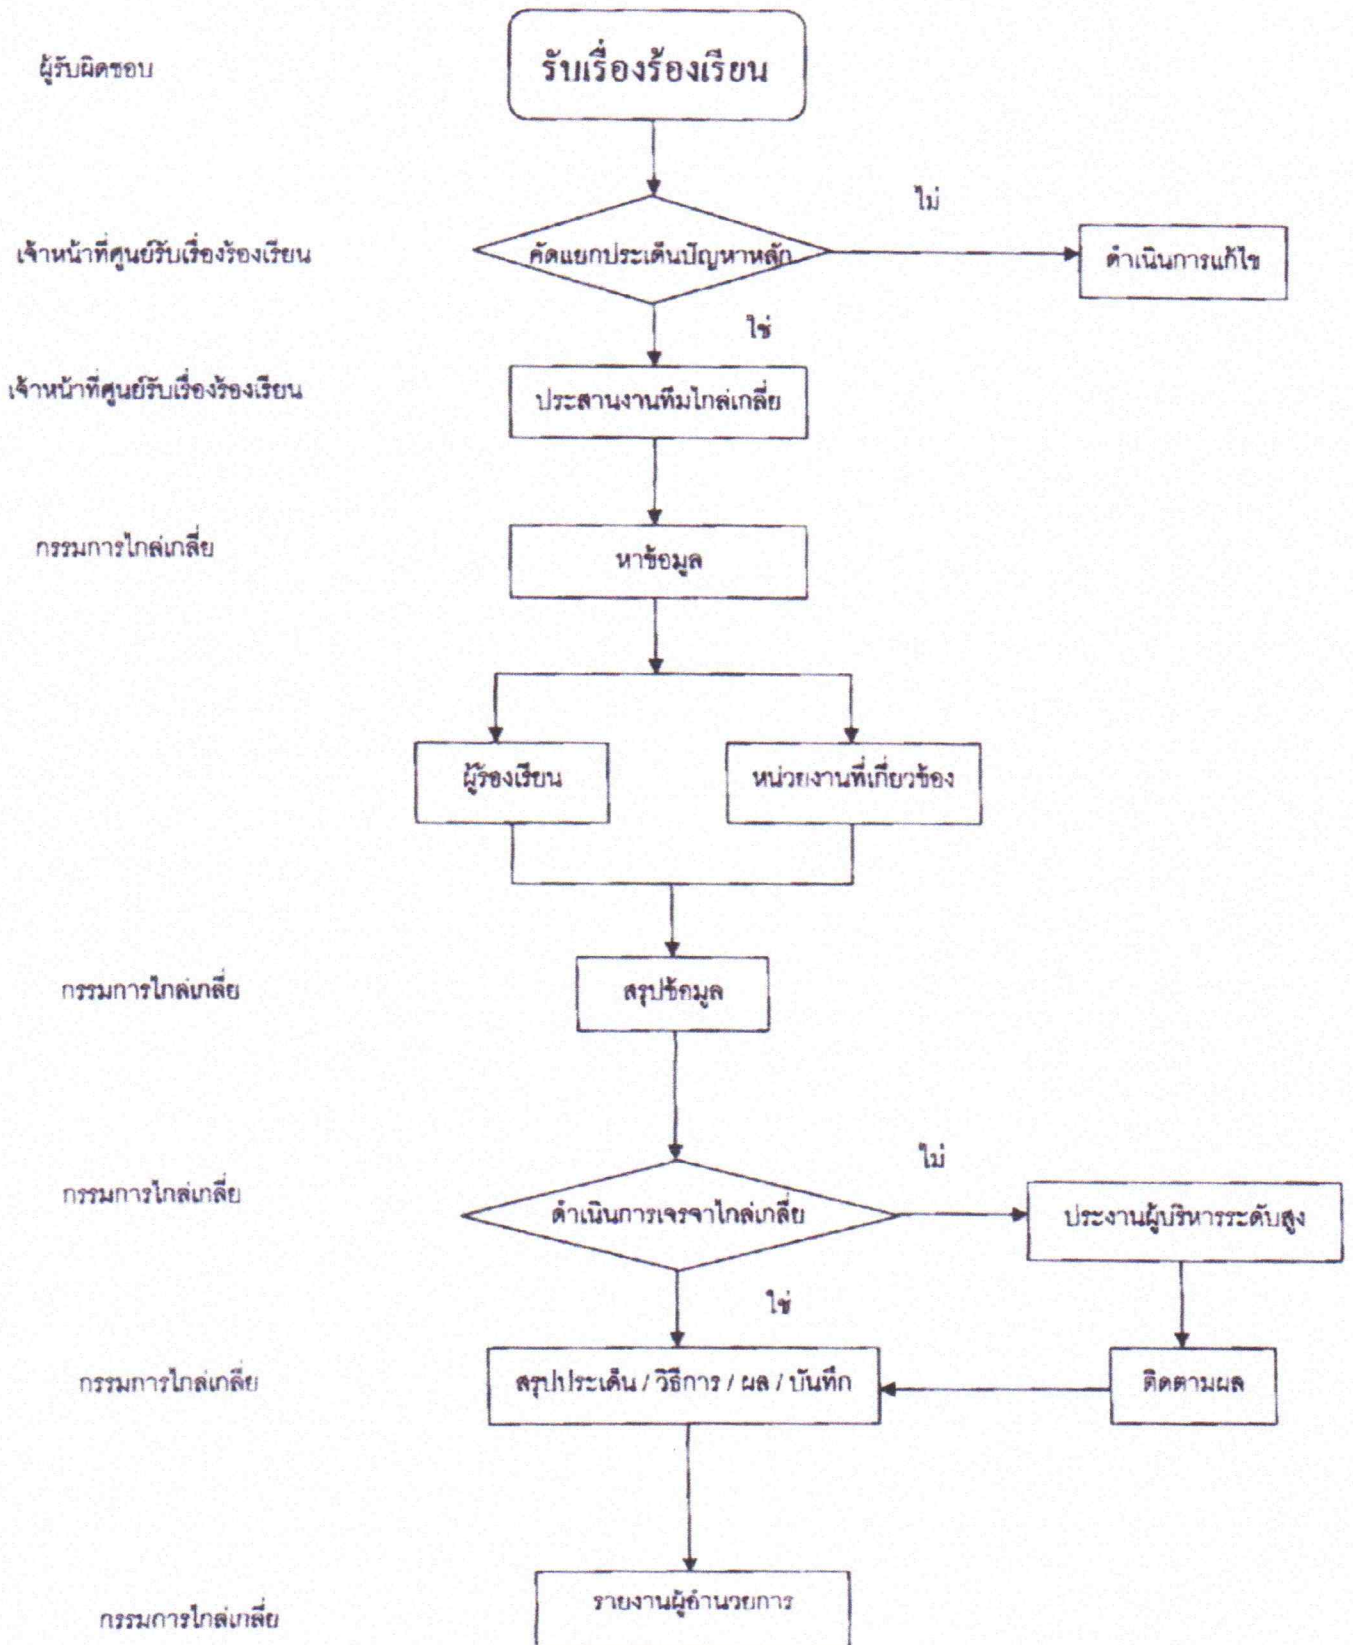 ผู้รับผิดชอบ
รับเรื่องร้องเรียน
ไม่
เจ้าหน้าที่ศูนย์รับเรื่องร้องเรียน
คัดแยกประเด็นปัญหาหลัก
ดำเนินการแก้ไข
ใช่
เจ้าหน้าที่ศูนย์รับเรื่องร้องเรียน
ประสานงานทีมไกล่เกลี่ย
กรรมการไกล่เกลี่ย
หาข้อมูล
ผู้ร้องเรียน
หน่วยงานที่เกี่ยวข้อง
กรรมการไกล่เกลี่ย
สรุปข้อมูล
ไม่
กรรมการไกล่เกลี่ย
ดำเนินการเจรจาไกล่เกลี่ย
ประงานผู้บริหารระดับสูง
ใช่
กรรมการไกล่เกลี่ย
สรุปประเด็น / วิธีการ / ผล / บันทึก
ติดตามผล
กรรมการไกล่เกลี่ย
รายงานผู้อำนวยการ